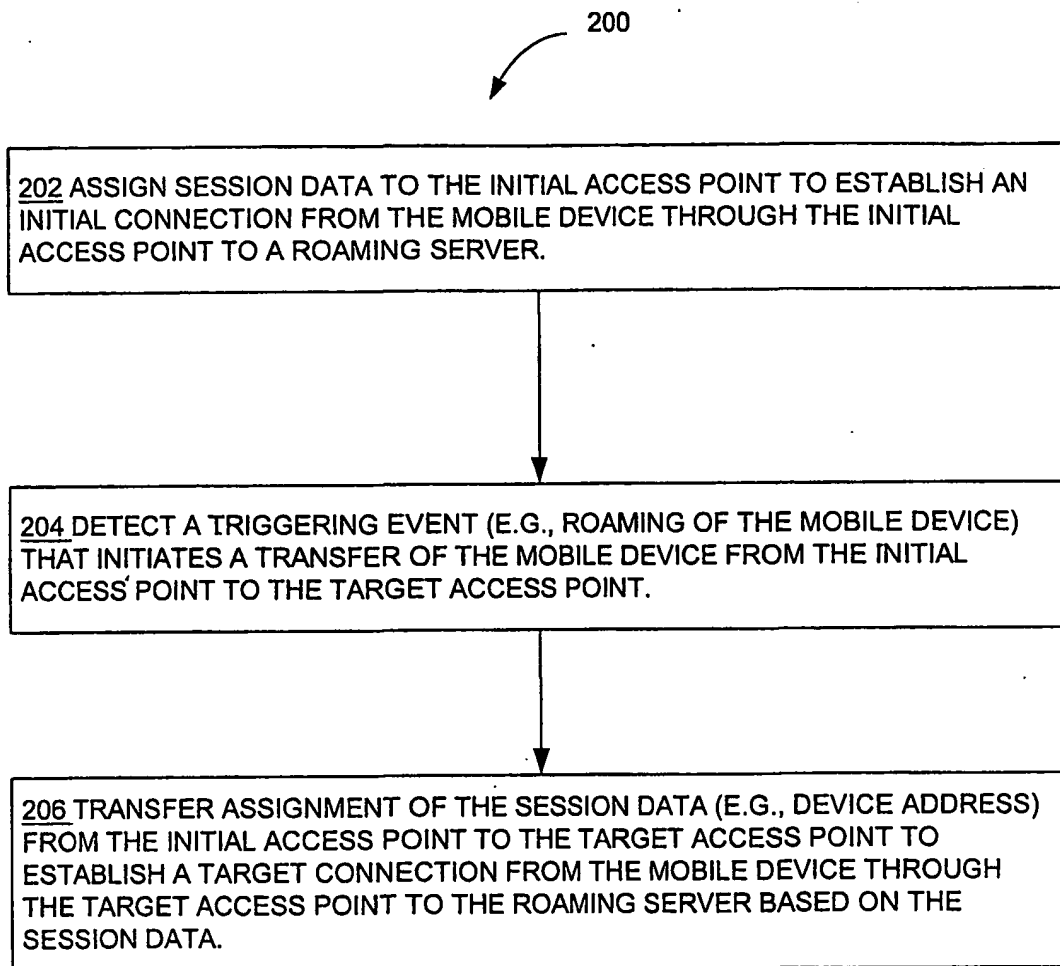 200
202 ASSIGN SESSION DATA TO THE INITIAL ACCESS POINT TO ESTABLISH AN
INITIAL CONNECTION FROM THE MOBILE DEVICE THROUGH THE INITIAL
ACCESS POINT TO A ROAMING SERVER.
204 DETECT A TRIGGERING EVENT (E.G., ROAMING OF THE MOBILE DEVICE)
THAT INITIATES A TRANSFER OF THE MOBILE DEVICE FROM THE INITIAL
ACCESS POINT TO THE TARGET ACCESS POINT.
206 TRANSFER ASSIGNMENT OF THE SESSION DATA (E.G., DEVICE ADDRESS)
FROM THE INITIAL ACCESS POINT TO THE TARGET ACCESS POINT TO
ESTABLISH A TARGET CONNECTION FROM THE MOBILE DEVICE THROUGH
THE TARGET ACCESS POINT TO THE ROAMING SERVER BASED ON THE
SESSION DATA.